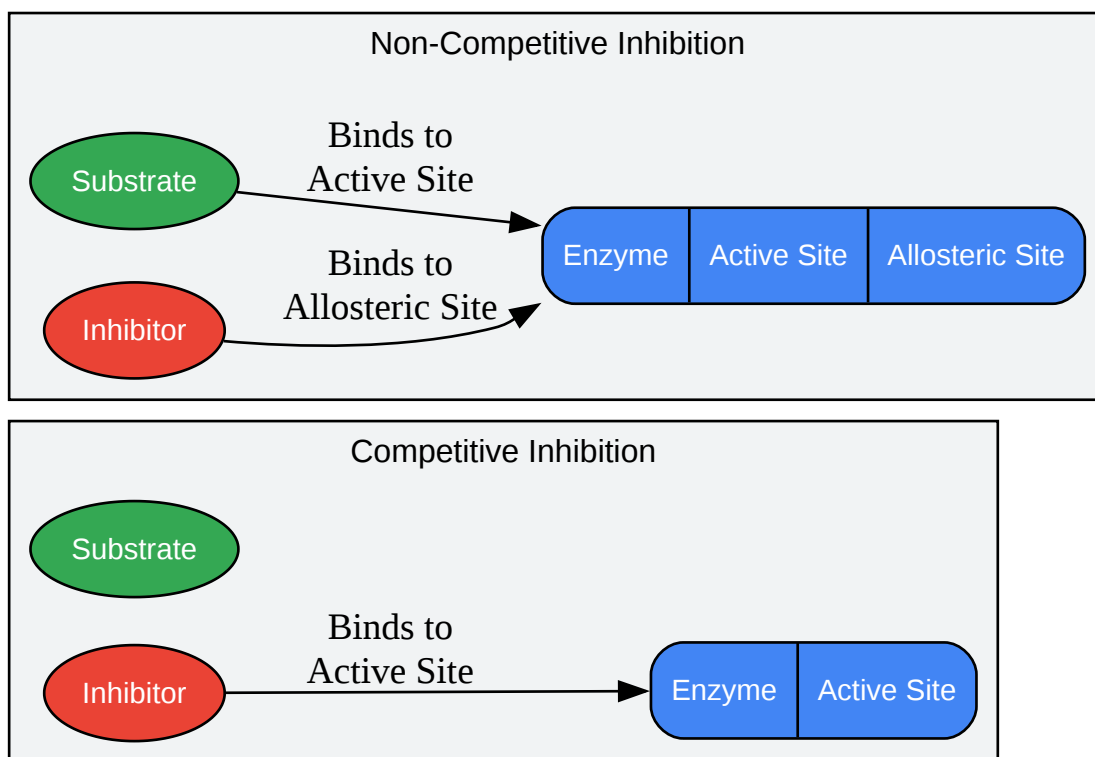 Non-Competitive Inhibition
Binds to
Active Site
Substrate
Enzyme Active Site Allosteric Site
Binds to
Allosteric Site
Inhibitor
Competitive Inhibition
Substrate
Binds to
Active Site
Inhibitor
Enzyme Active Site